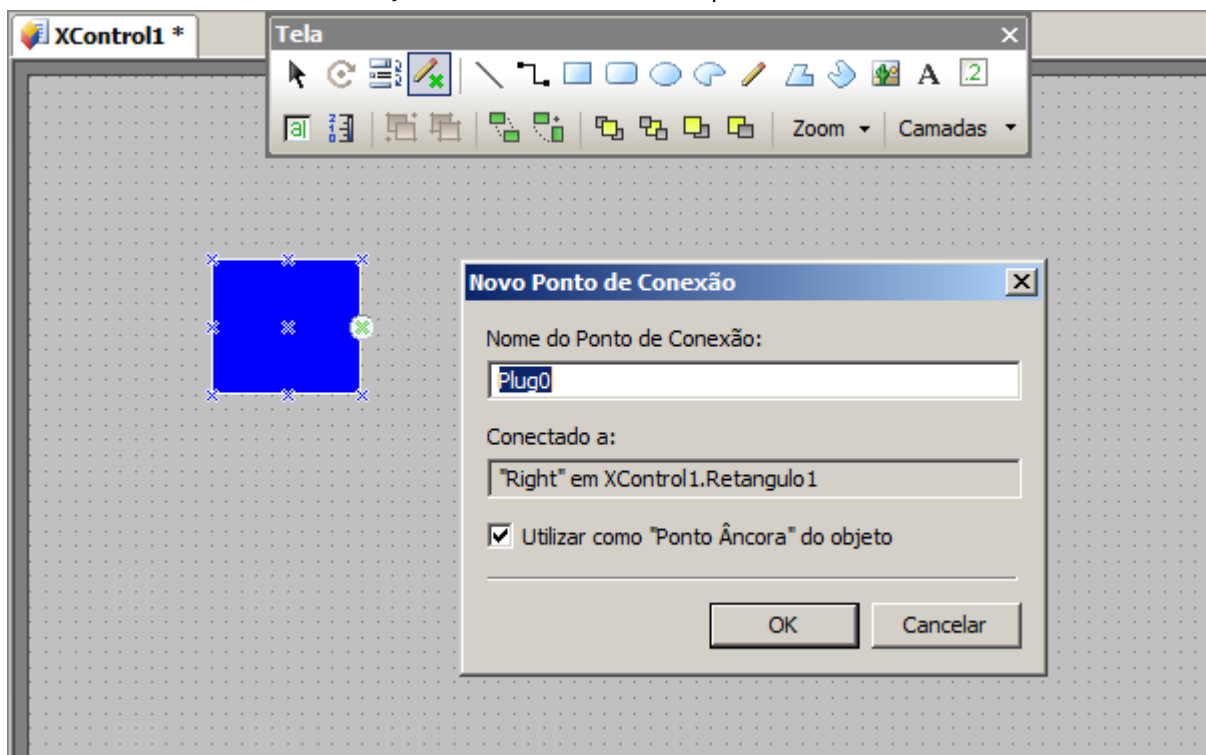 XControl1 *
Tela
A
.2
a
Zoom
Camadas
Novo Ponto de Conexão
Nome do Ponto de Conexão:
Plug0
Conectado a:
"Right" em XControl1.Retangulo1
Utilizar como "Ponto Âncora" do objeto
OK
Cancelar